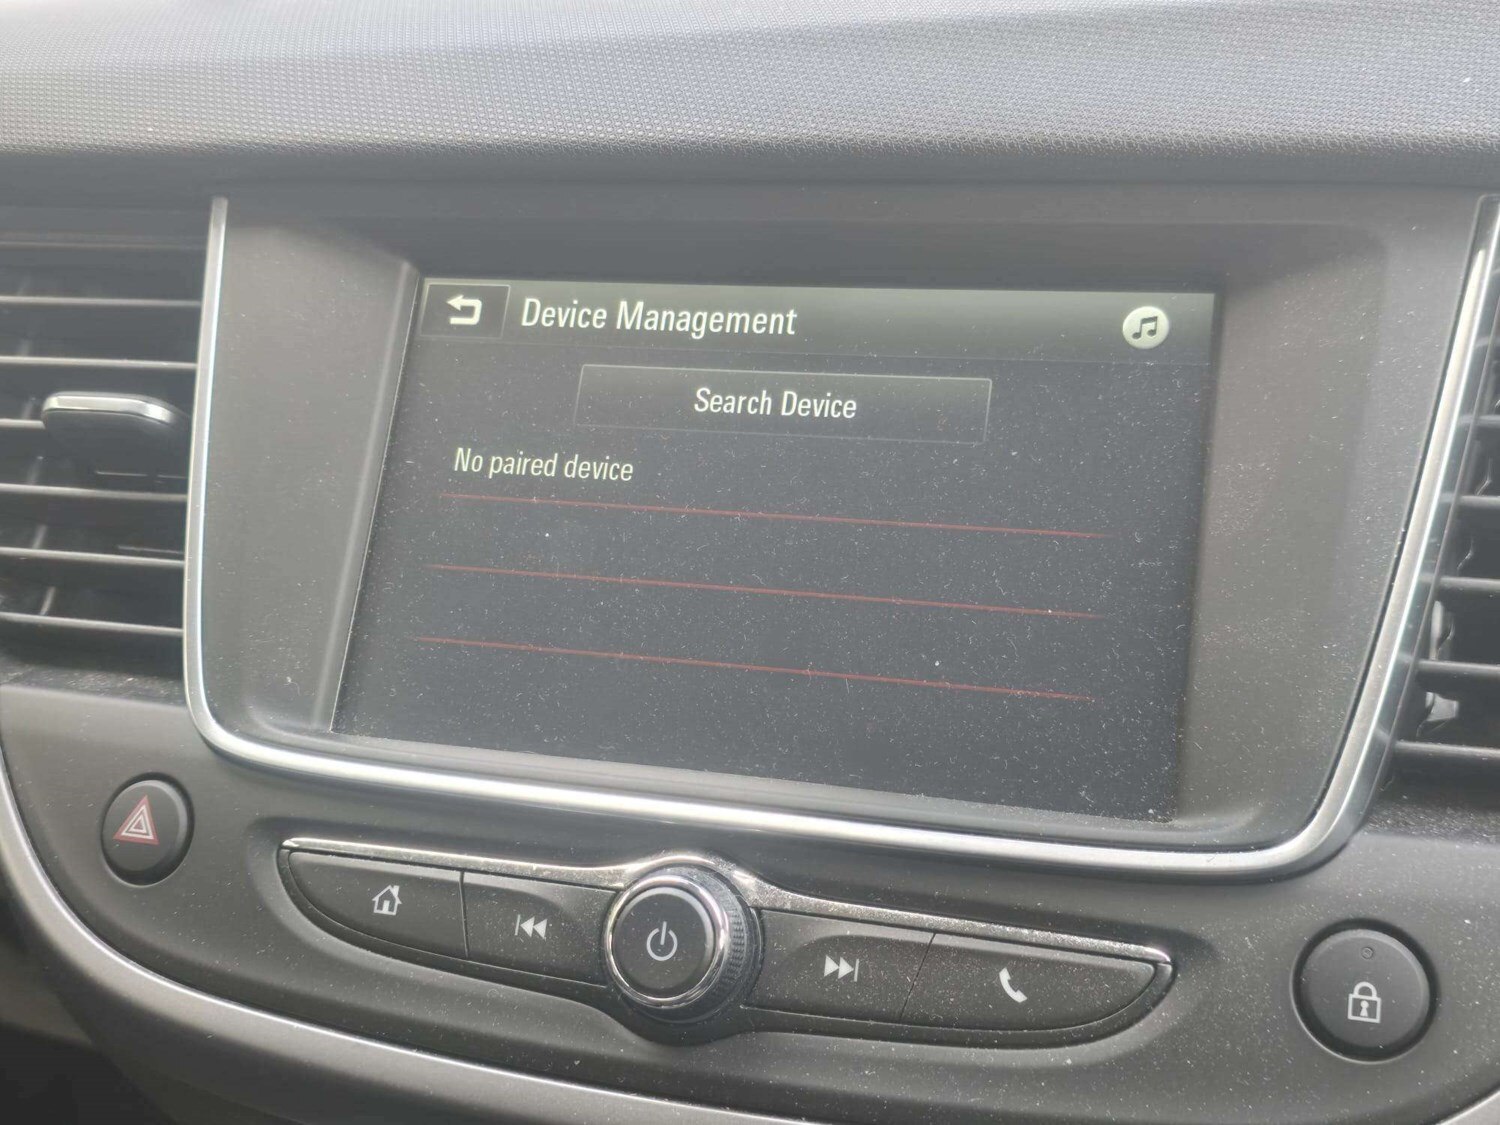 Device Management
Search Device
No paired device